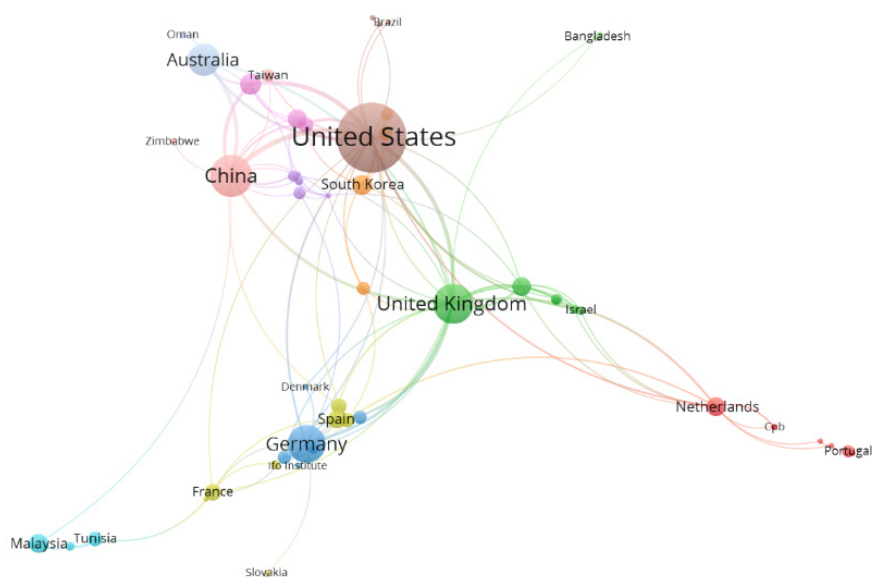 Brazil
Oman
Bangladesh
Australia
Taiwan
United States
Zimbabwe
China
South Korea
United Kingdom
Israel
Denmark
Netherlands
Spain
Cpb
Germany
Portugal
Ifo Institute
France
Malaysia
Tunisia
Slovakia